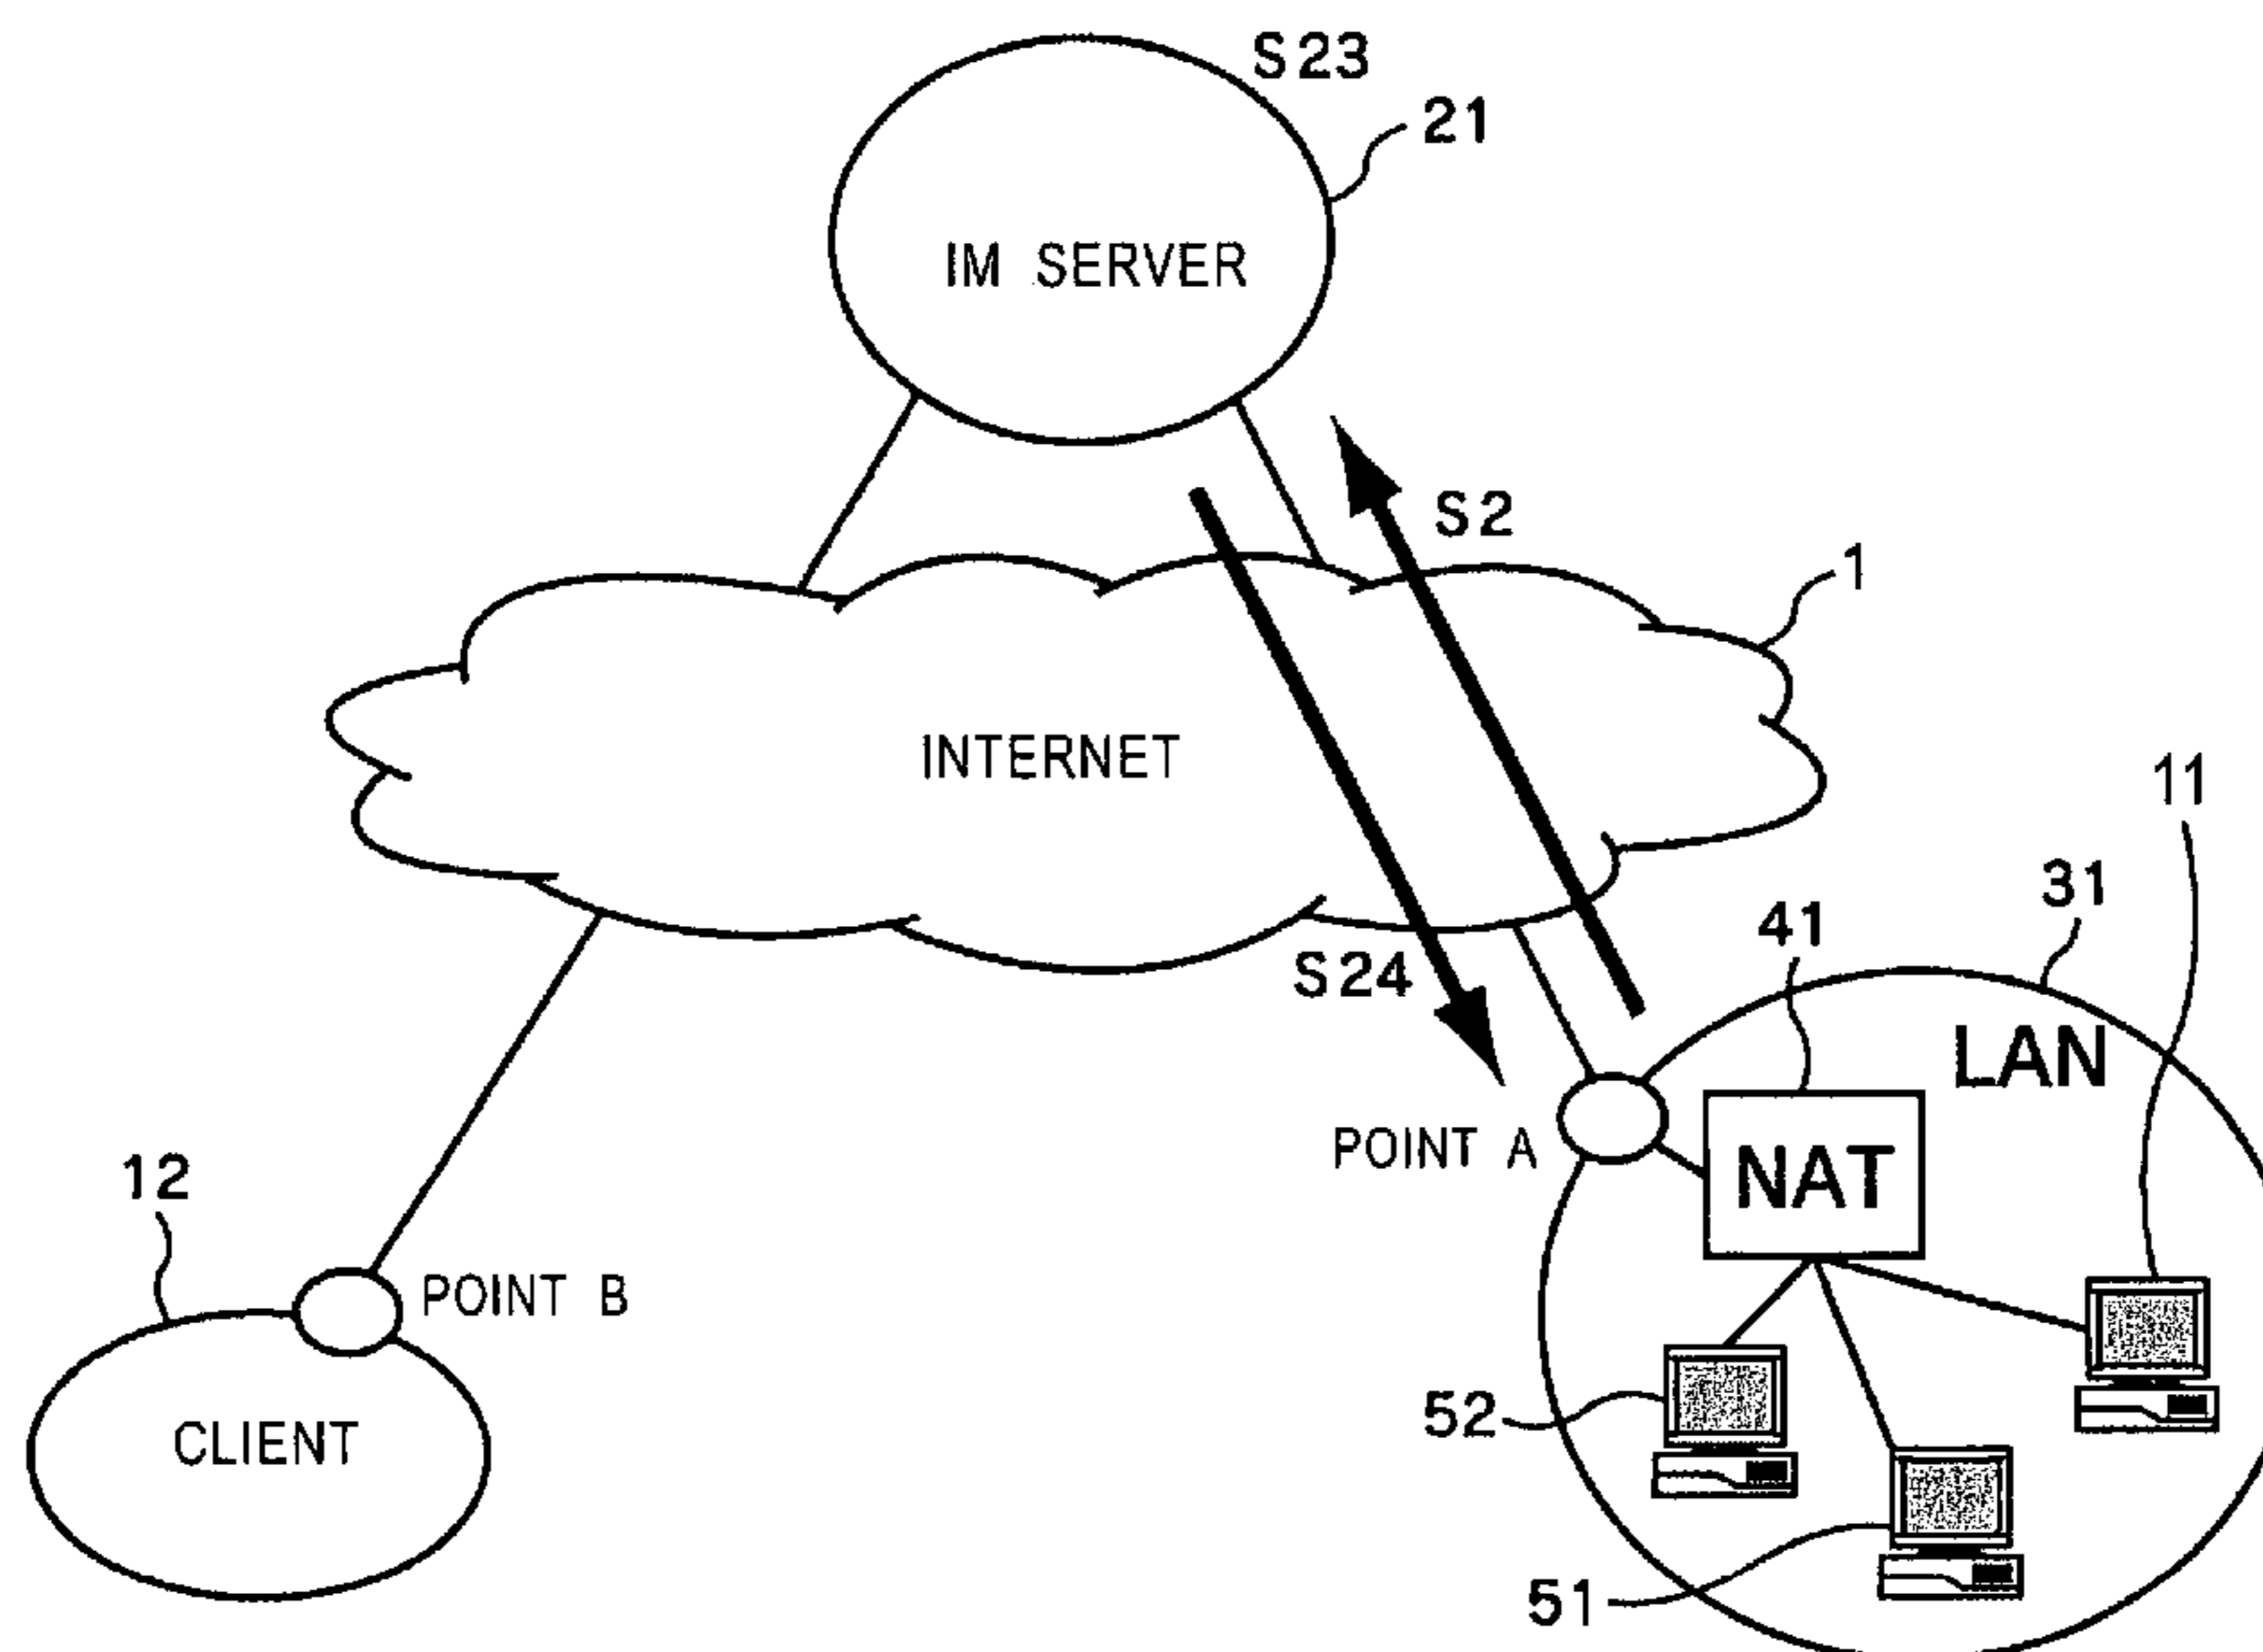 S23
21
IM SERVER
S2
1
INTERNET
11
31
41
S24
LAN
POINT A
NAT
12
POINT B
52
CLIENT
51